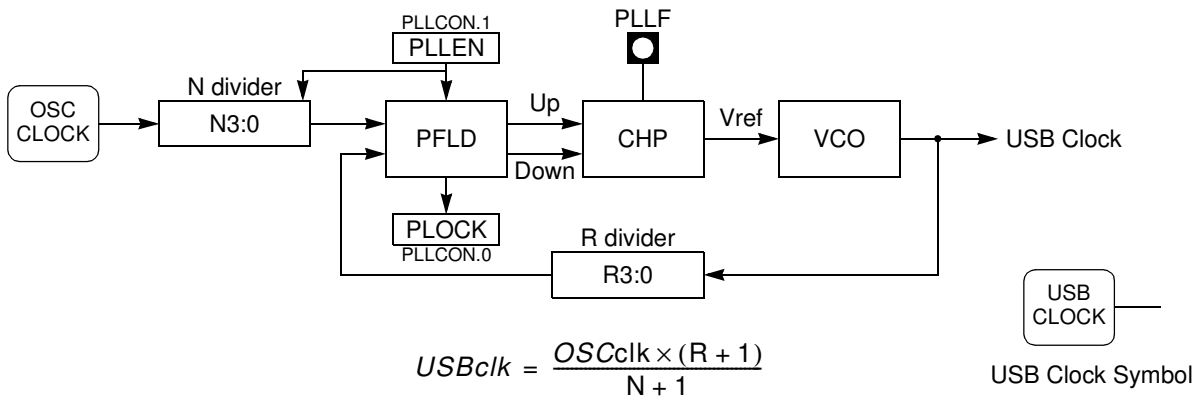 PLLCON.1
PLLEN
PLLF
N divider
OSC
CLOCK
N3:0
PFLD
Up
Down
CHP
Vref
VCO
USB Clock
PLOCK
PLLCON.0
R divider
R3:0
USB
CLOCK
USBclk = OSCclk × (R + 1)
N + 1
USB Clock Symbol